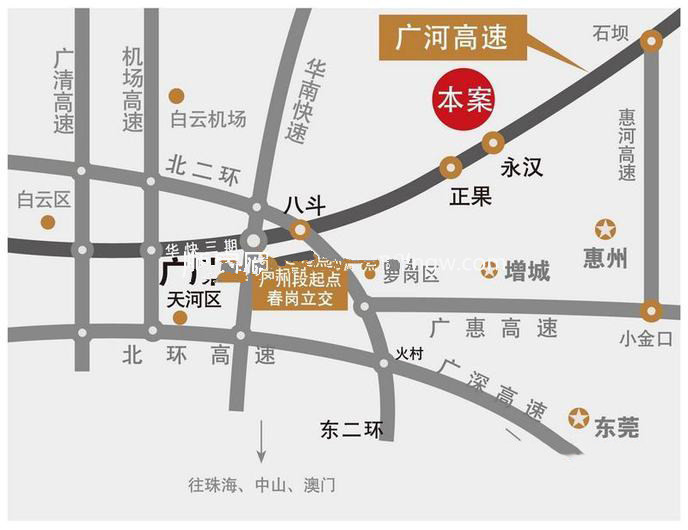 广河高速
石坝
广清高速
机场高速
华南快速
本案
惠河高速
白云机场
北二环
永汉
正果
白云区
八斗
华快三期
惠州
广州
罗岗区
增城
广州段起点
春岗立交
天河区
广惠高速
小金口
北环高速
火村
广深高速
东二环
东莞
往珠海、中山、澳门